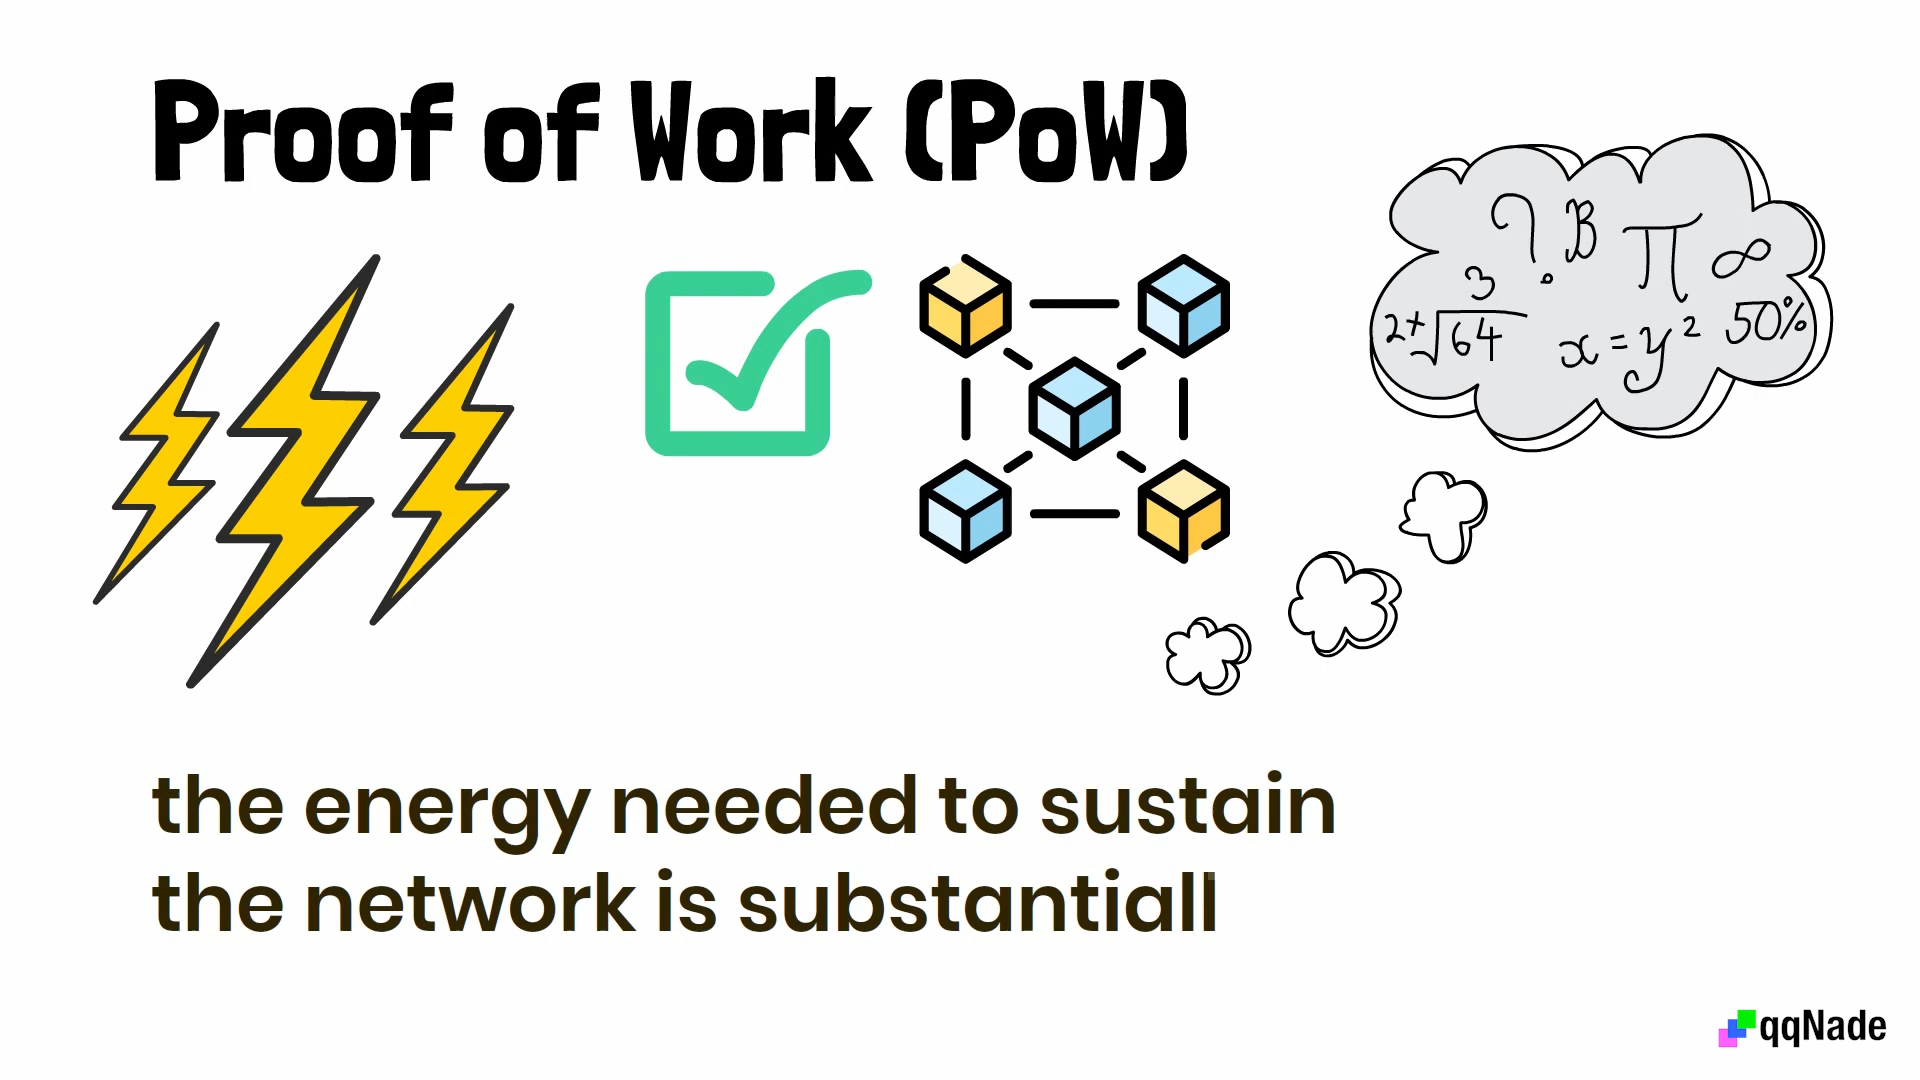 Proof of Work (PoW)
? B π ∞
3
2+√64 x = y² 50%
the energy needed to sustain
the network is substantiall
qqNade